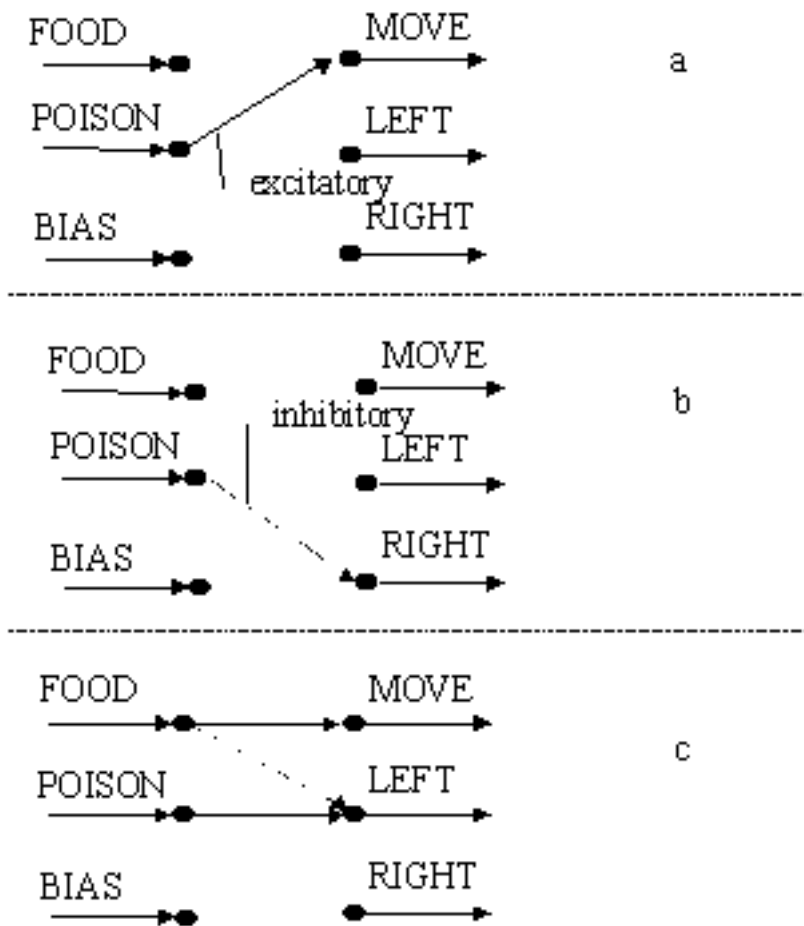 FOOD MOVE a
POISON LEFT
excitatory
BIAS RIGHT
FOOD MOVE
inhibitory b
POISON LEFT
BIAS RIGHT
FOOD MOVE
c
POISON LEFT
BIAS RIGHT